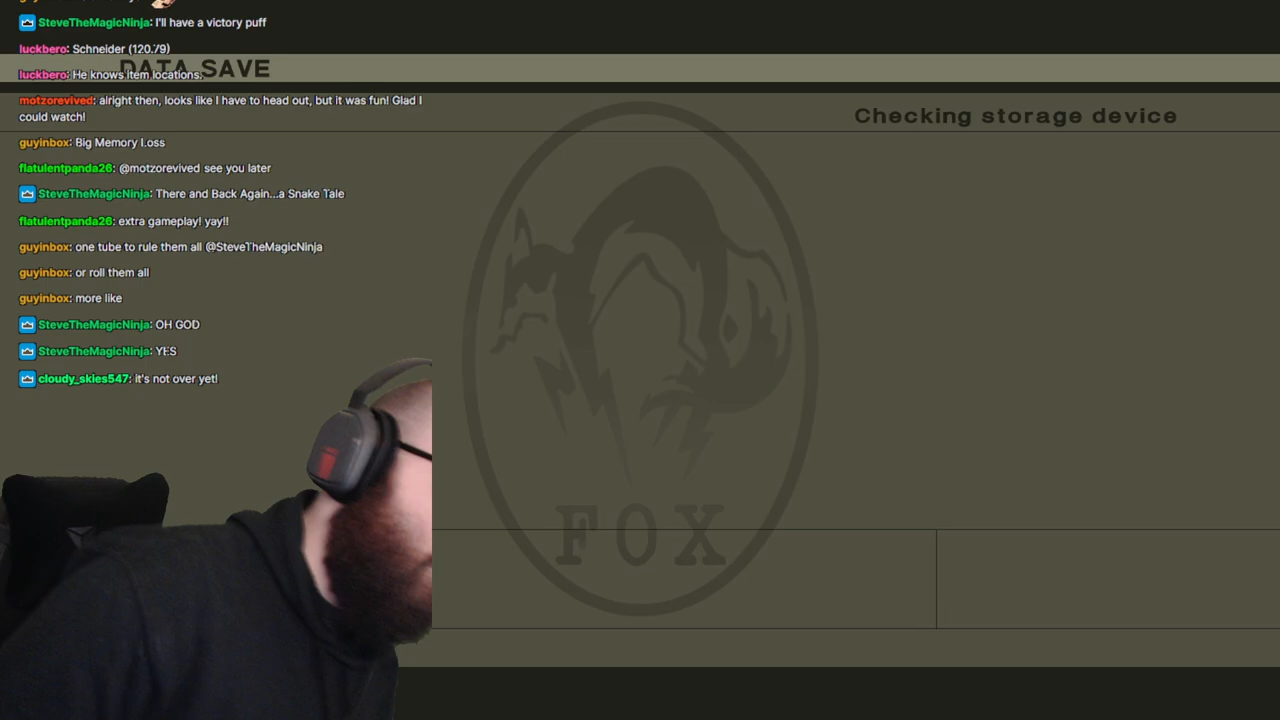 SteveTheMagicNinja: I'll have a victory puff
luckbero: Schneider (120.79)
DATA SAVE
luckbero: He knows item locations.
motzorevived: alright then, looks like I have to head out, but it was fun! Glad I
could watch!
Checking storage device
guyinbox: Big Memory Loss
flatulentpanda26: @motzorevived see you later
SteveTheMagicNinja: There and Back Again...a Snake Tale
flatulentpanda26: extra gameplay! yay!!
guyinbox: one tube to rule them all @SteveTheMagicNinja
guyinbox: or roll them all
guyinbox: more like
SteveTheMagicNinja: OH GOD
SteveTheMagicNinja: YES
cloudy_skies547: it's not over yet!
FOX